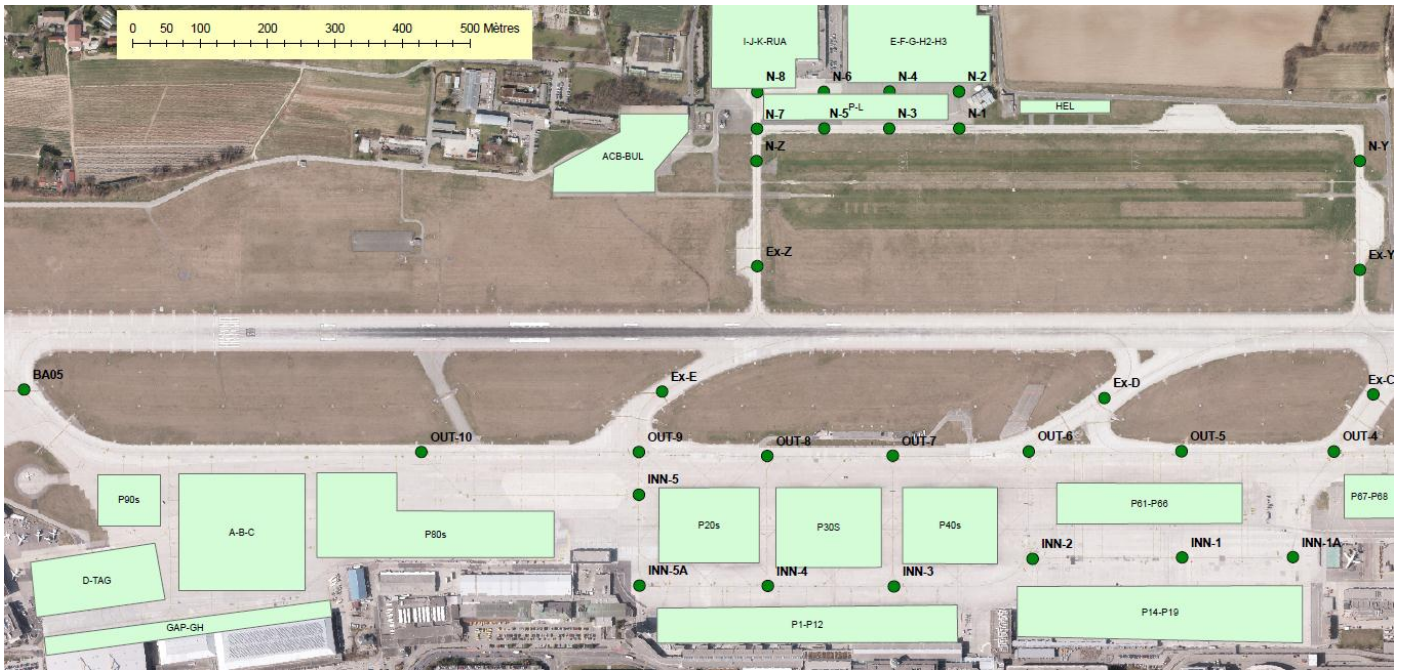 0 50 100 200 300 400 500 Mètres
I-J-K-RUA
E-F-G-H2-H3
N-8
N-6
N-4
N-2
P-L
HEL
N-7
N-5
N-3
N-1
ACB-BUL
N-Z
N-Y
Ex-Z
Ex-Y
BA05
Ex-E
Ex-D
Ex-C
OUT-10
OUT-9
OUT-8
OUT-7
OUT-6
OUT-5
OUT-4
INN-5
P90s
A-B-C
P80s
P20s
P30S
P40s
P61-P66
P67-P68
D-TAG
INN-5A
INN-4
INN-3
INN-2
INN-1
INN-1A
GAP-GH
P1-P12
P14-P19